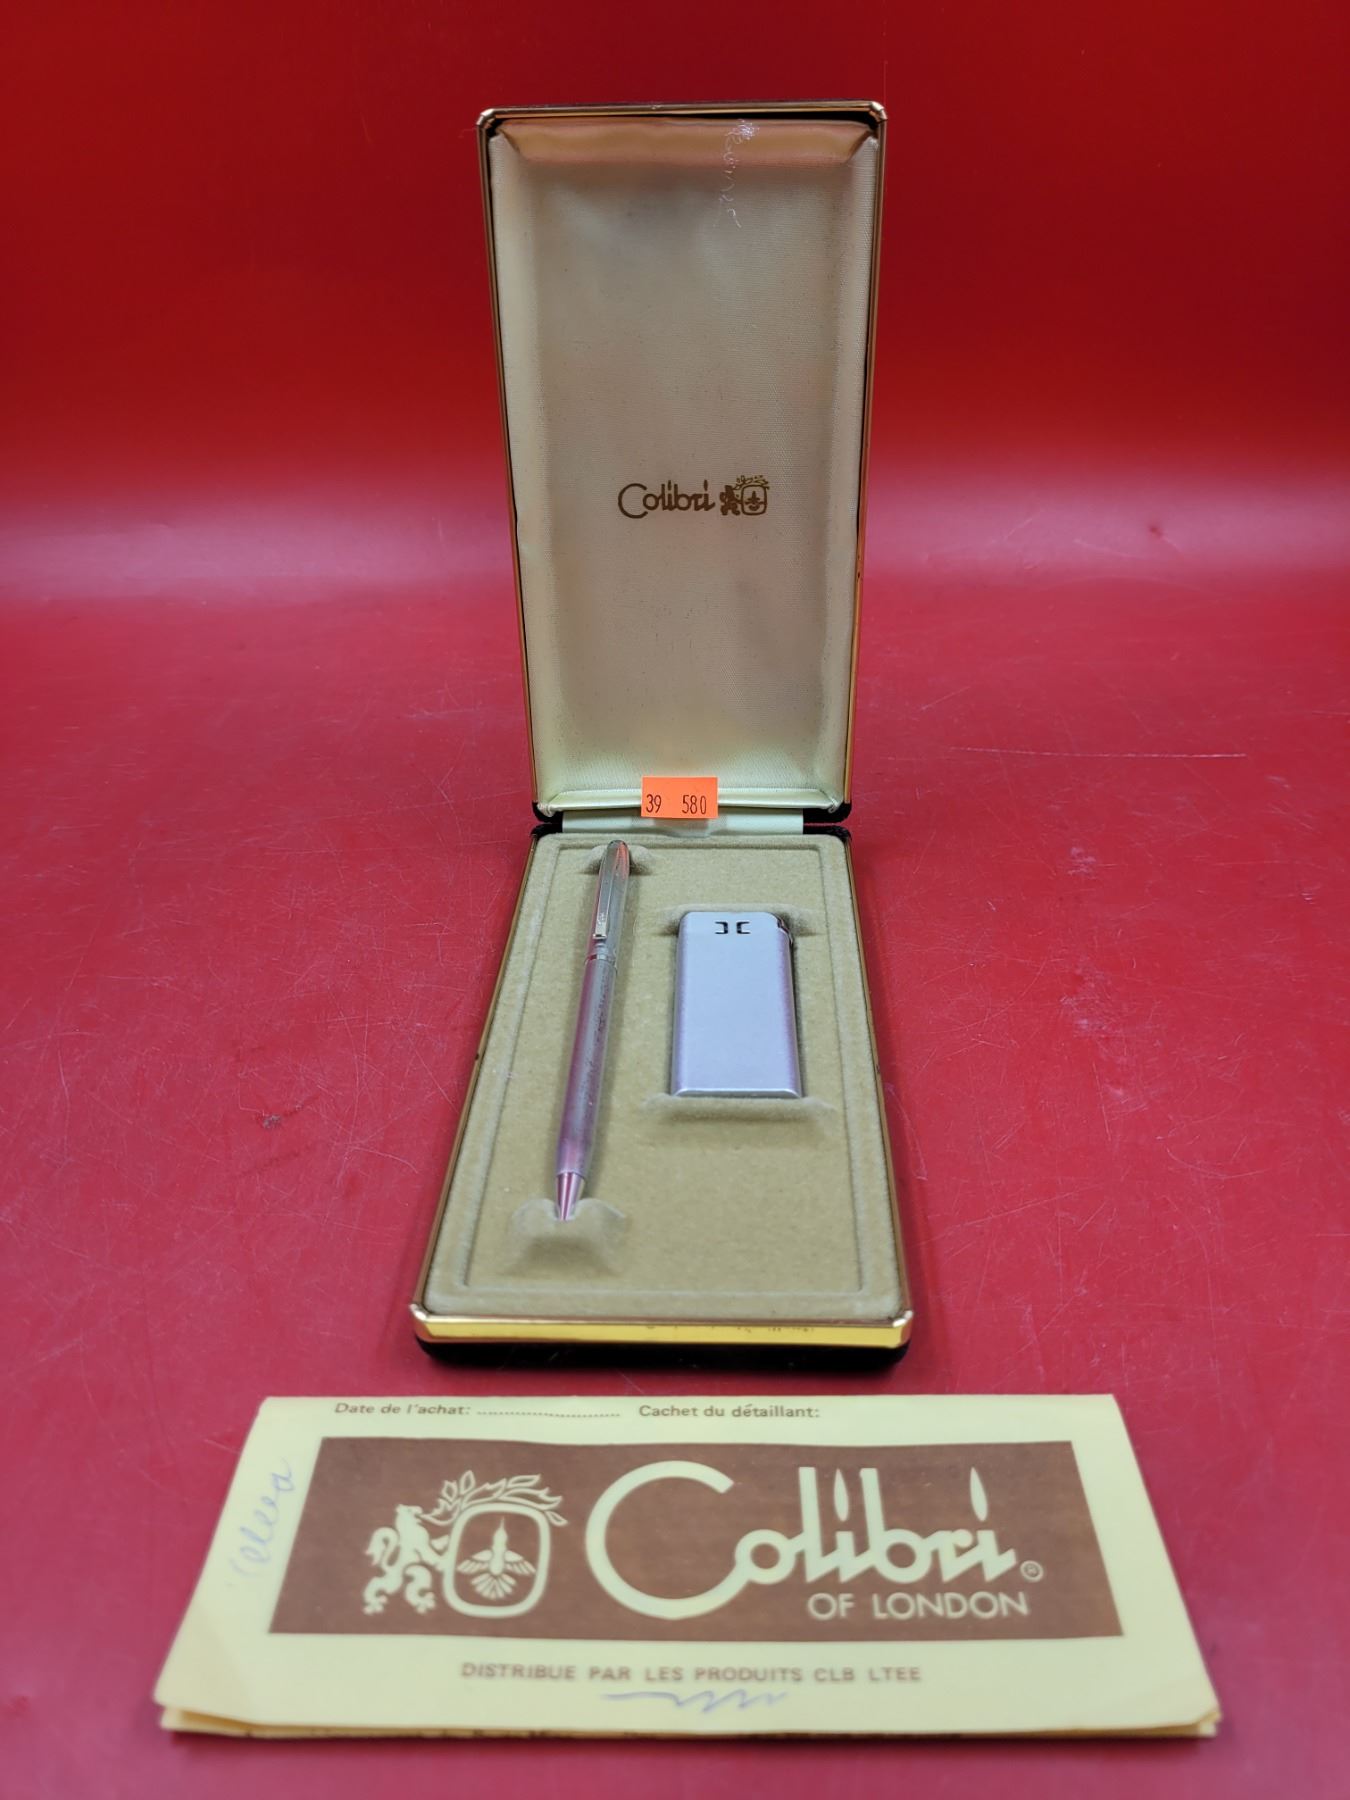 Colibri
39 580
Date de l'achat: ........................ Cachet du détaillant:
Colibri ®
OF LONDON
DISTRIBUE PAR LES PRODUITS CLB LTEE